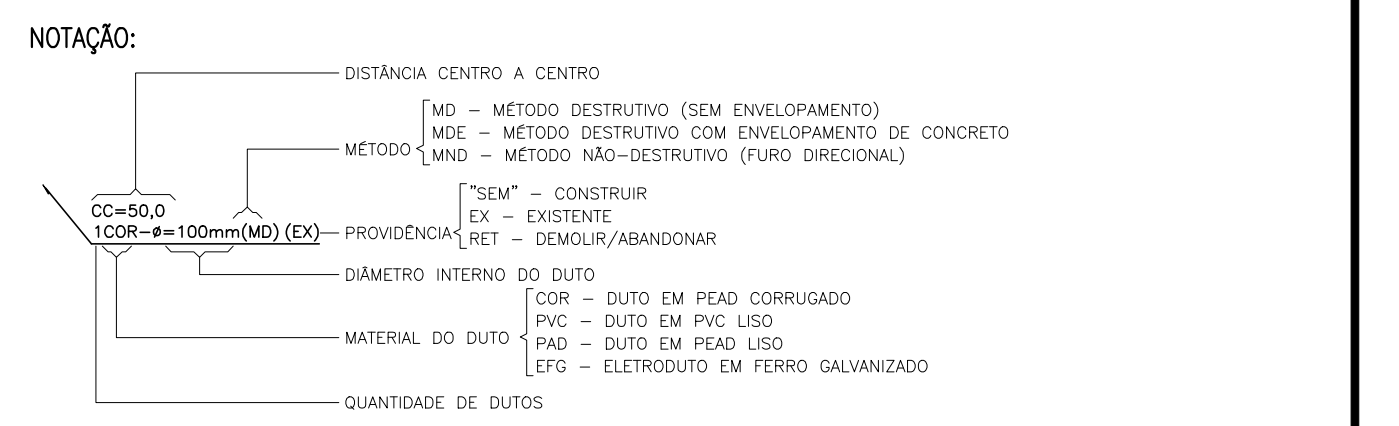 NOTAÇÃO:
DISTÂNCIA CENTRO A CENTRO
MÉTODO
MD – MÉTODO DESTRUTIVO (SEM ENVELOPAMENTO)
MDE – MÉTODO DESTRUTIVO COM ENVELOPAMENTO DE CONCRETO
MND – MÉTODO NÃO–DESTRUTIVO (FURO DIRECIONAL)
CC=50,0
1COR–ø=100mm(MD) (EX)
PROVIDÊNCIA
"SEM" – CONSTRUIR
EX – EXISTENTE
RET – DEMOLIR/ABANDONAR
DIÂMETRO INTERNO DO DUTO
MATERIAL DO DUTO
COR – DUTO EM PEAD CORRUGADO
PVC – DUTO EM PVC LISO
PAD – DUTO EM PEAD LISO
EFG – ELETRODUTO EM FERRO GALVANIZADO
QUANTIDADE DE DUTOS